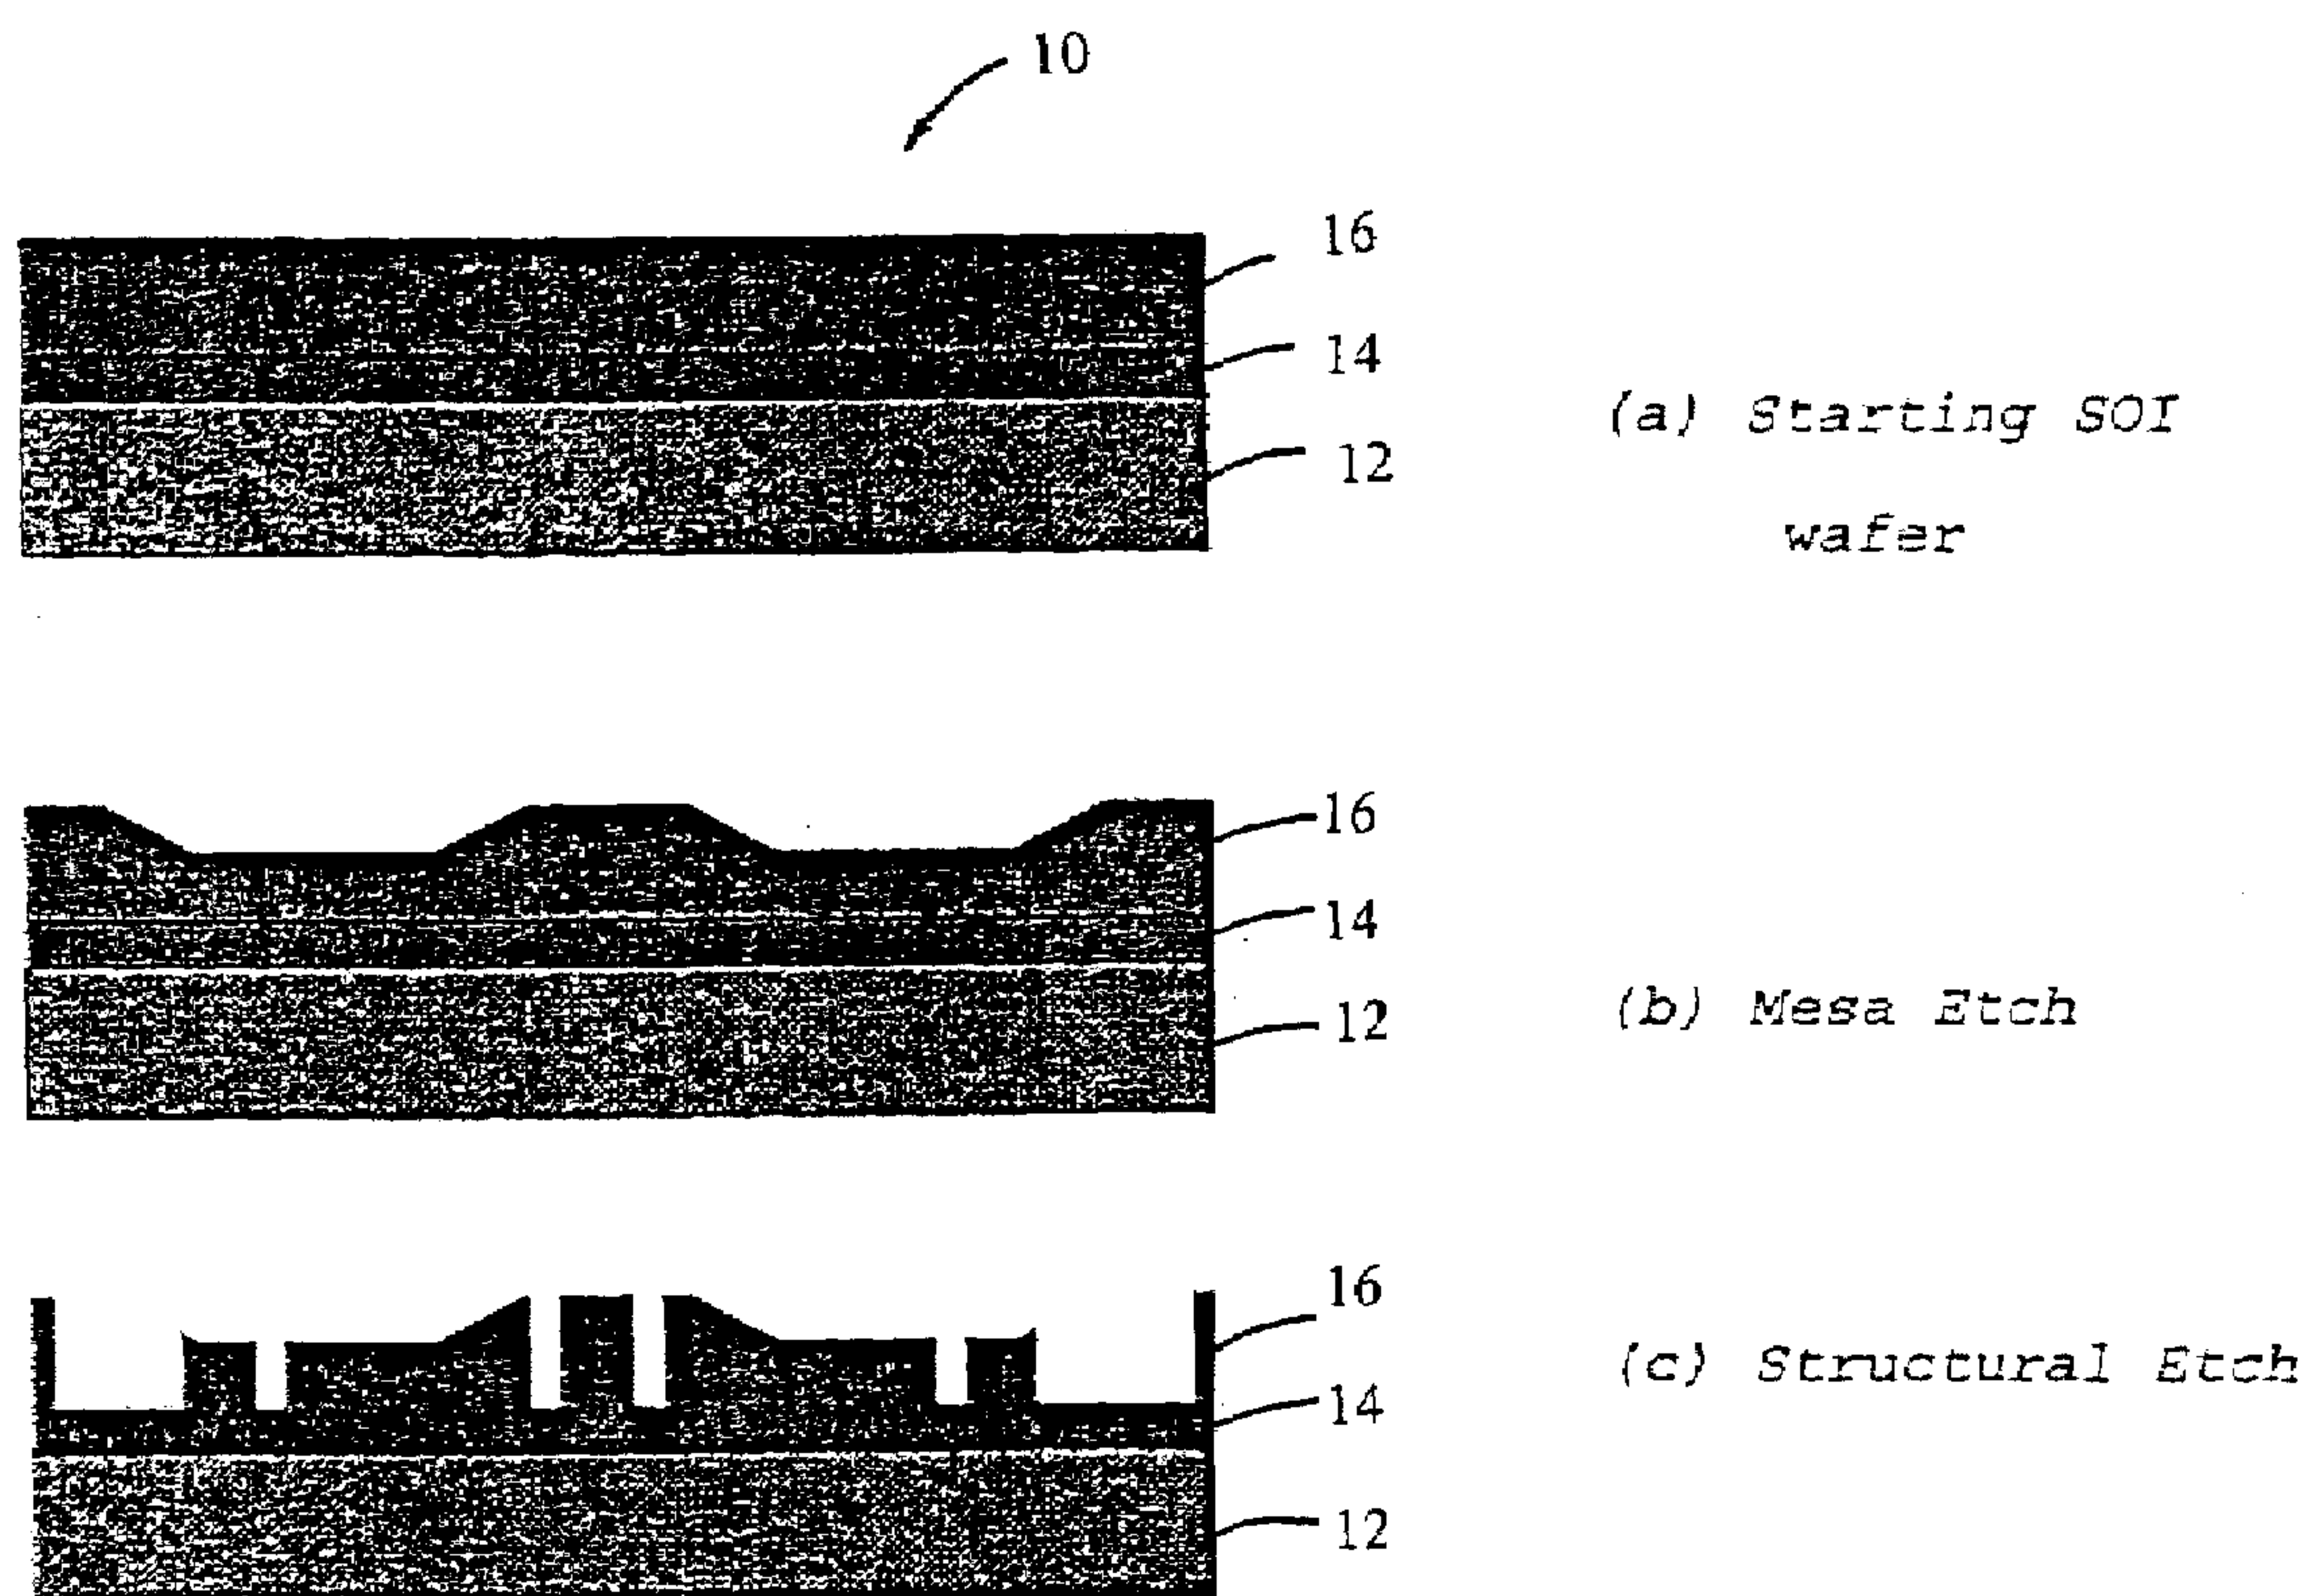 10
16
14
(a) Starting SOI
12
wafer
16
14
(b) Mesa Etch
12
16
(c) Structural Etch
14
12